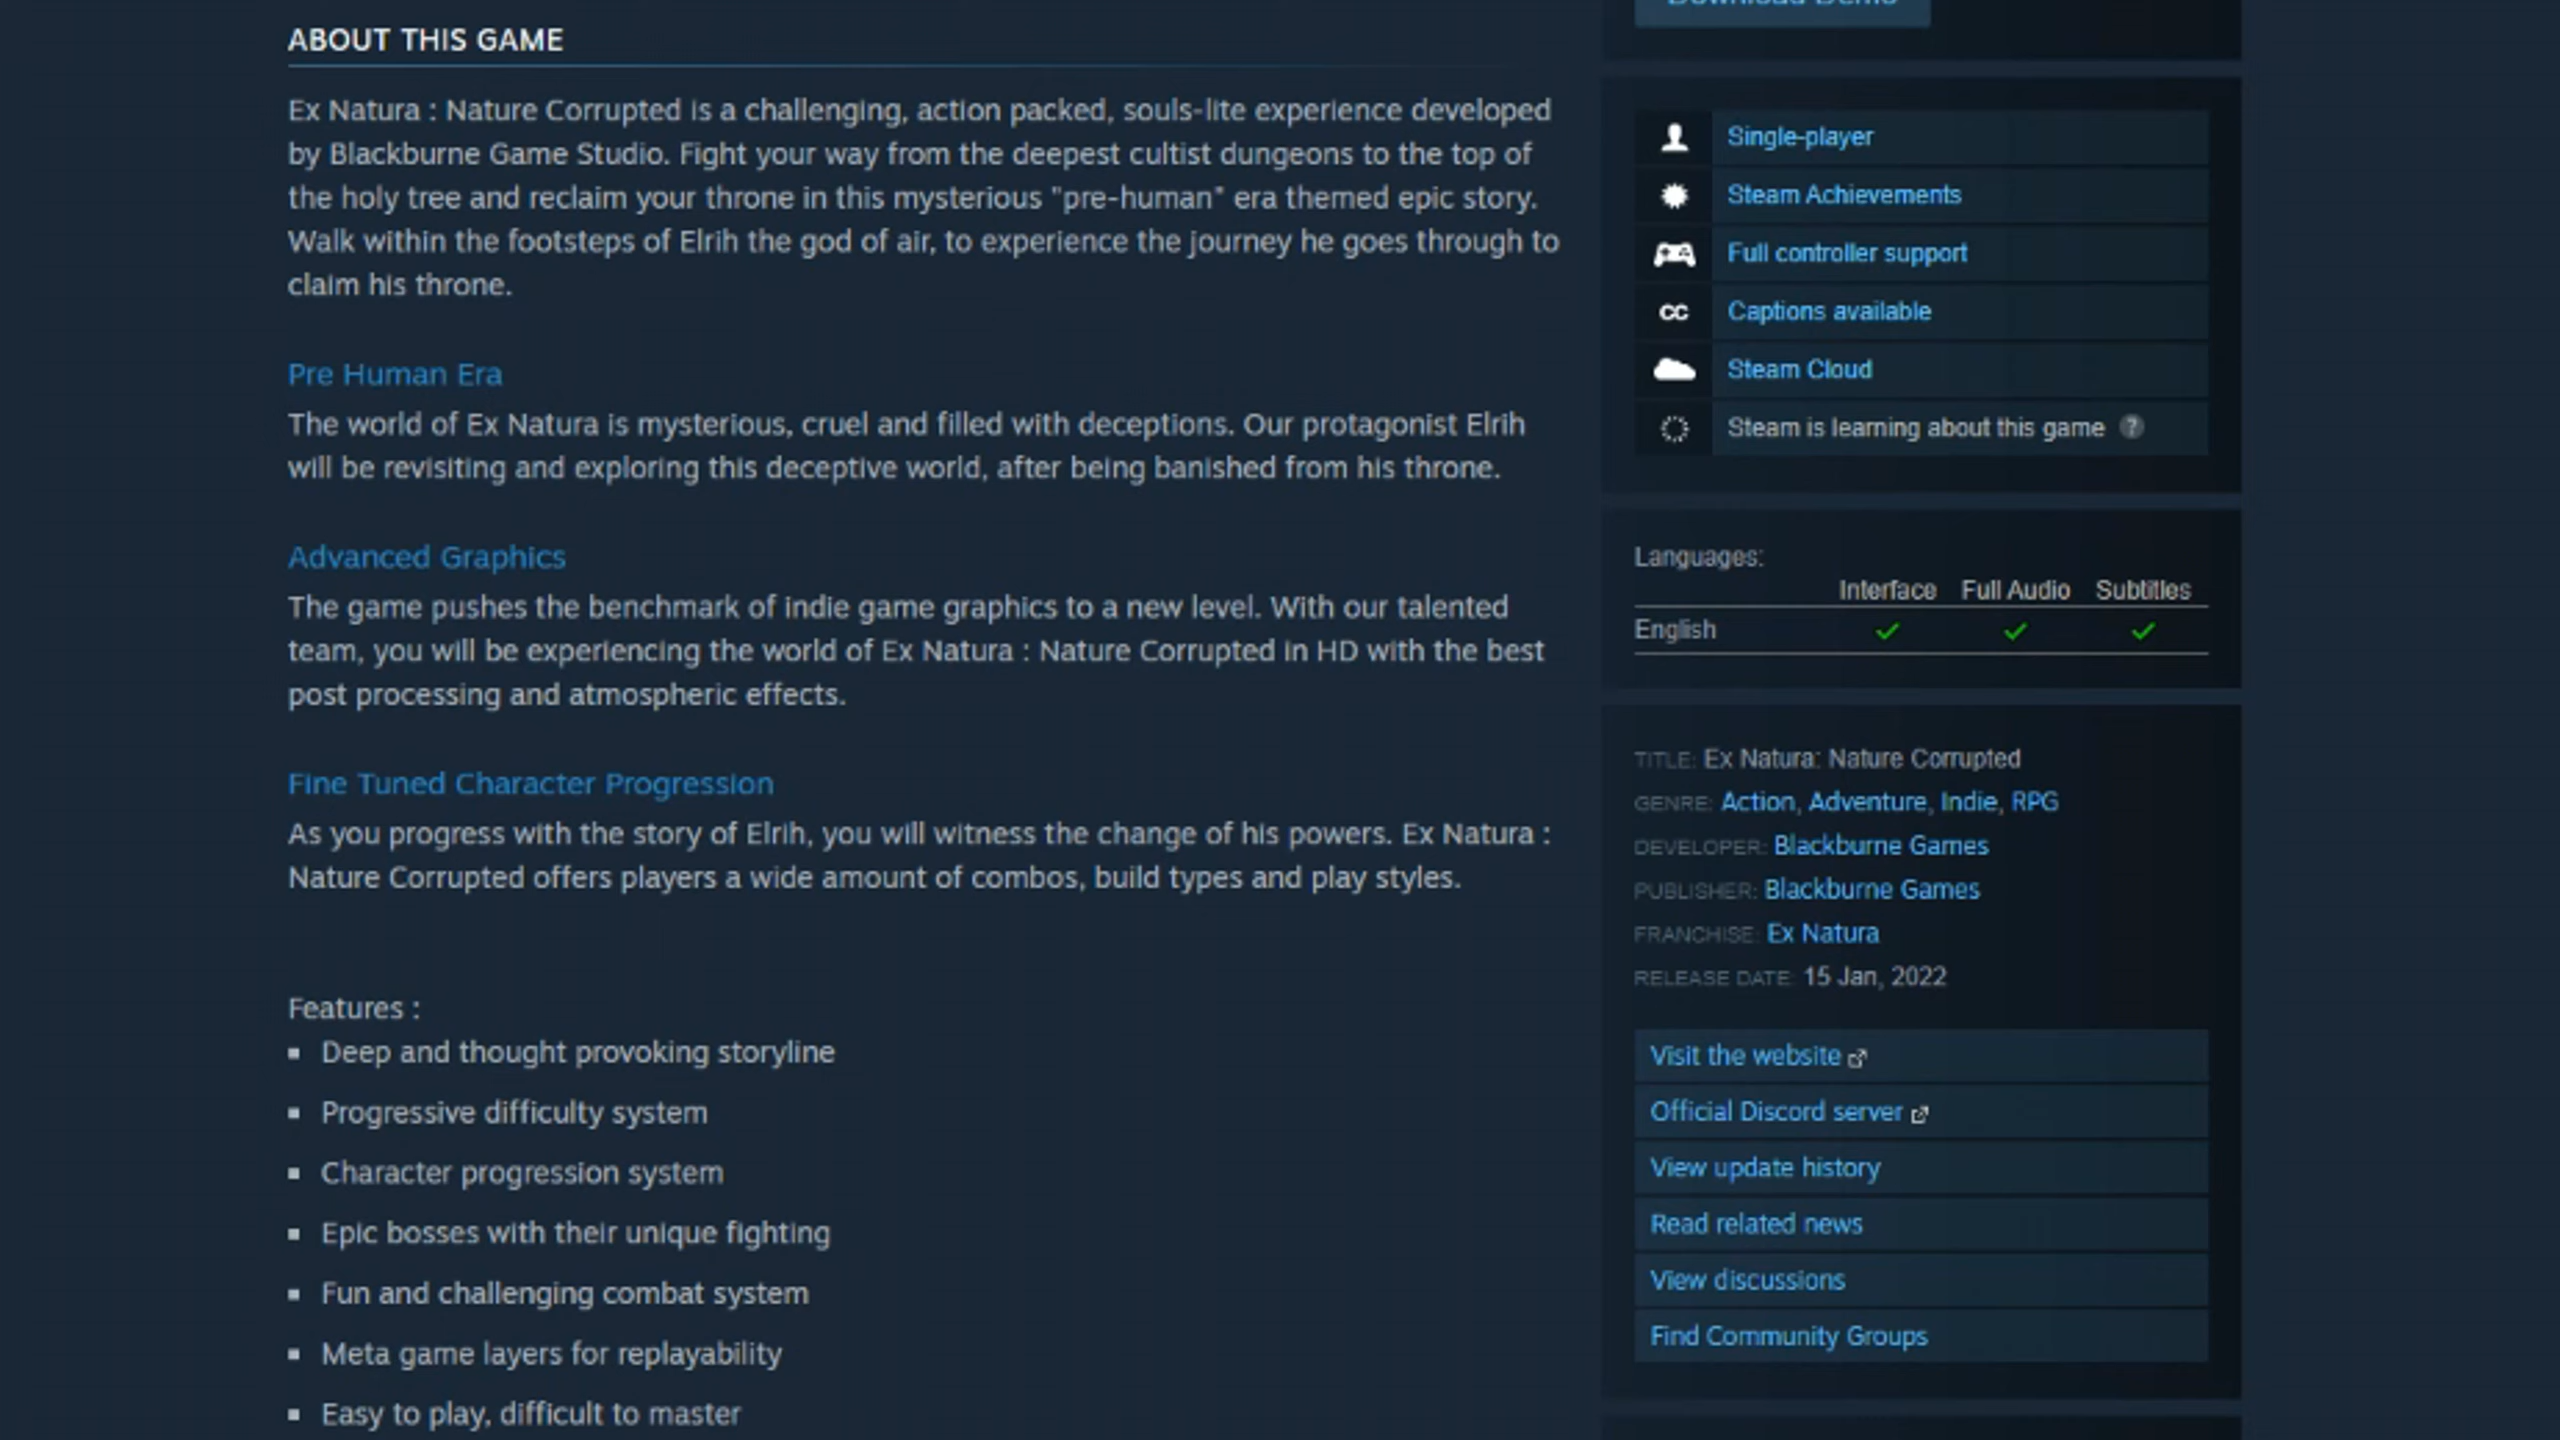 ABOUT THIS GAME
Ex Natura : Nature Corrupted is a challenging, action packed, souls-lite experience developed
by Blackburne Game Studio. Fight your way from the deepest cultist dungeons to the top of
the holy tree and reclaim your throne in this mysterious "pre-human" era themed epic story.
Walk within the footsteps of Elrih the god of air, to experience the journey he goes through to
claim his throne.
Pre Human Era
The world of Ex Natura is mysterious, cruel and filled with deceptions. Our protagonist Elrih
will be revisiting and exploring this deceptive world, after being banished from his throne.
Advanced Graphics
The game pushes the benchmark of indie game graphics to a new level. With our talented
team, you will be experiencing the world of Ex Natura : Nature Corrupted in HD with the best
post processing and atmospheric effects.
Fine Tuned Character Progression
As you progress with the story of Elrih, you will witness the change of his powers. Ex Natura :
Nature Corrupted offers players a wide amount of combos, build types and play styles.
Features :
Deep and thought provoking storyline
Progressive difficulty system
Character progression system
Epic bosses with their unique fighting
Fun and challenging combat system
Meta game layers for replayability
Easy to play, difficult to master
Download Demo
Single-player
Steam Achievements
Full controller support
CC Captions available
Steam Cloud
Steam is learning about this game ?
Languages:
Interface Full Audio Subtitles
English ✓ ✓ ✓
TITLE: Ex Natura: Nature Corrupted
GENRE: Action, Adventure, Indie, RPG
DEVELOPER: Blackburne Games
PUBLISHER: Blackburne Games
FRANCHISE: Ex Natura
RELEASE DATE: 15 Jan, 2022
Visit the website
Official Discord server
View update history
Read related news
View discussions
Find Community Groups